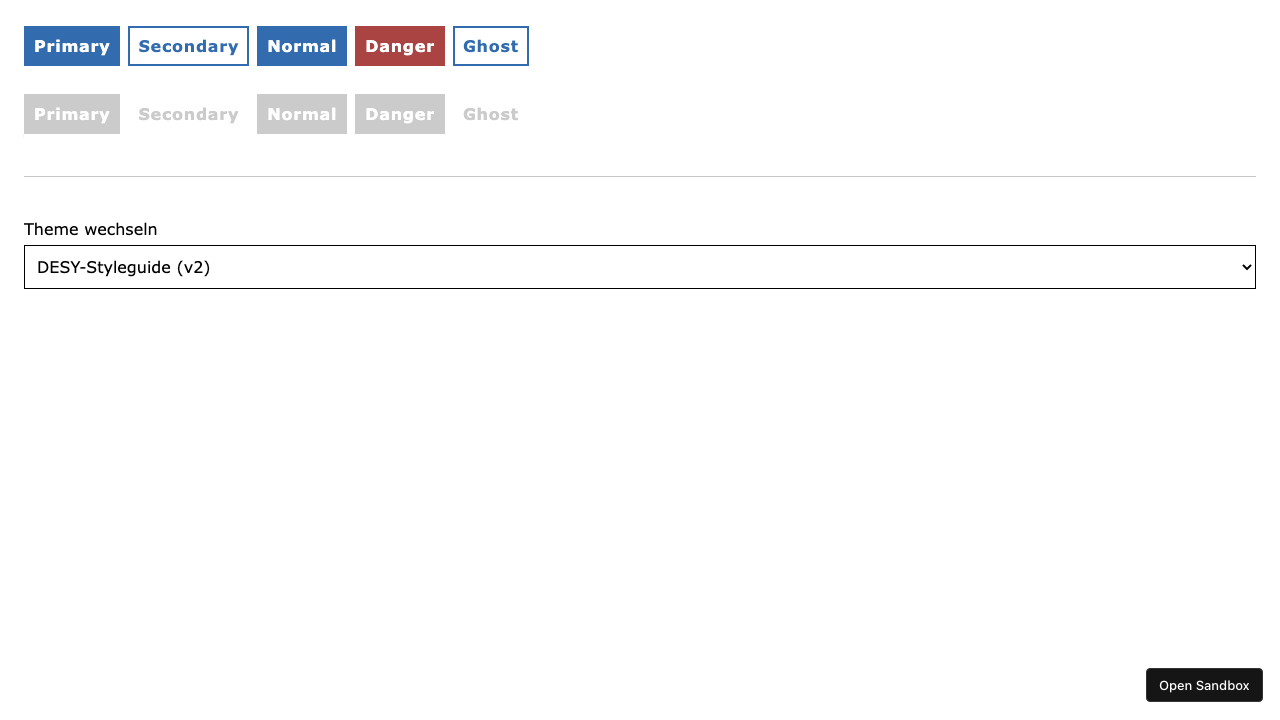 Primary Secondary Normal Danger Ghost
Primary Secondary Normal Danger Ghost
Theme wechseln
DESY-Styleguide (v2)
Open Sandbox